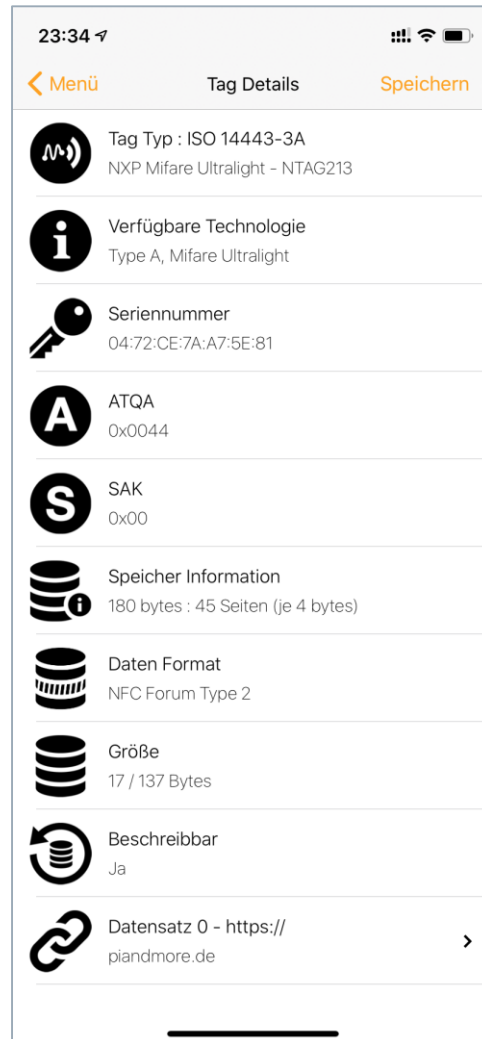 23:34
Menü
Tag Details
Speichern
Tag Typ : ISO 14443-3A
NXP Mifare Ultralight - NTAG213
Verfügbare Technologie
Type A, Mifare Ultralight
Seriennummer
04:72:CE:7A:A7:5E:81
A
ATQA
0x0044
S
SAK
0x00
Speicher Information
180 bytes : 45 Seiten (je 4 bytes)
Daten Format
NFC Forum Type 2
Größe
17 / 137 Bytes
Beschreibbar
Ja
Datensatz 0 - https://
piandmore.de